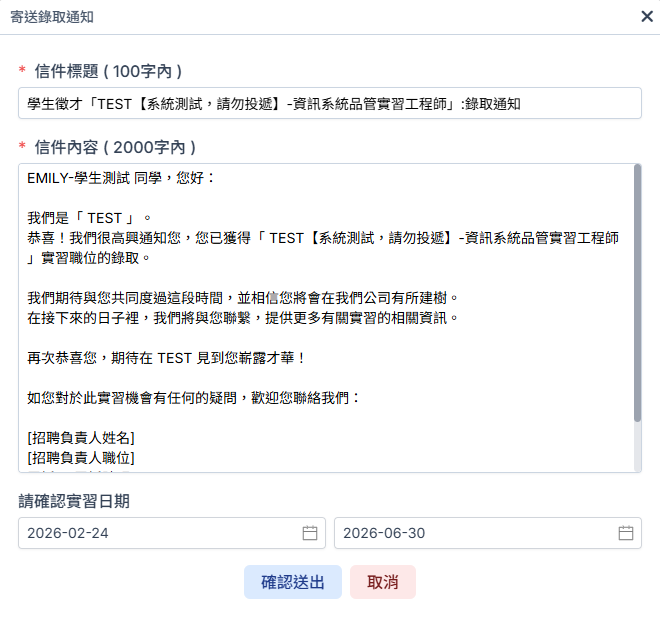 寄送錄取通知
* 信件標題 ( 100字內 )
學生徵才「TEST【系統測試，請勿投遞】-資訊系統品管實習工程師」:錄取通知
* 信件內容 ( 2000字內 )
EMILY-學生測試 同學，您好：
我們是「 TEST 」。
恭喜！我們很高興通知您，您已獲得「 TEST【系統測試，請勿投遞】-資訊系統品管實習工程師
」實習職位的錄取。
我們期待與您共同度過這段時間，並相信您將會在我們公司有所建樹。
在接下來的日子裡，我們將與您聯繫，提供更多有關實習的相關資訊。
再次恭喜您，期待在 TEST 見到您嶄露才華！
如您對於此實習機會有任何的疑問，歡迎您聯絡我們：
[招聘負責人姓名]
[招聘負責人職位]
請確認實習日期
2026-02-24
2026-06-30
確認送出
取消